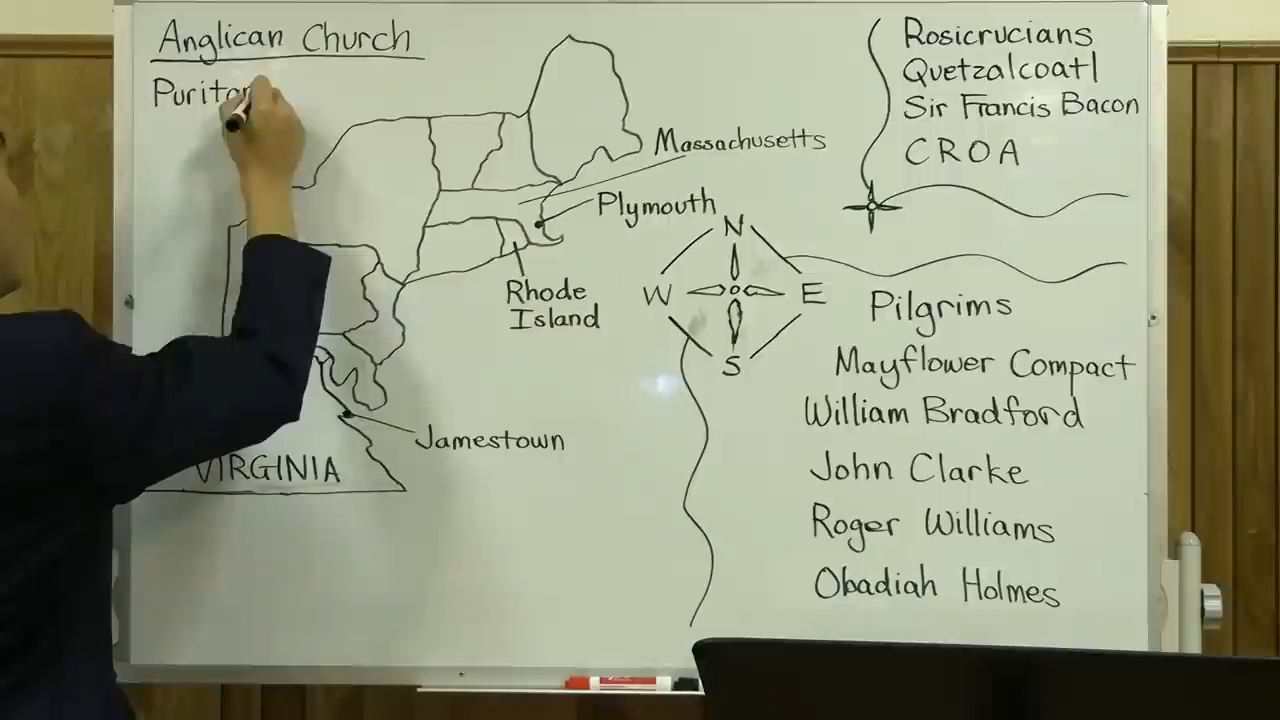 Anglican Church
Purita
Massachusetts
Plymouth
Rhode
Island
Jamestown
VIRGINIA
N
W
E
S
Rosicrucians
Quetzalcoatl
Sir Francis Bacon
CROA
Pilgrims
Mayflower Compact
William Bradford
John Clarke
Roger Williams
Obadiah Holmes